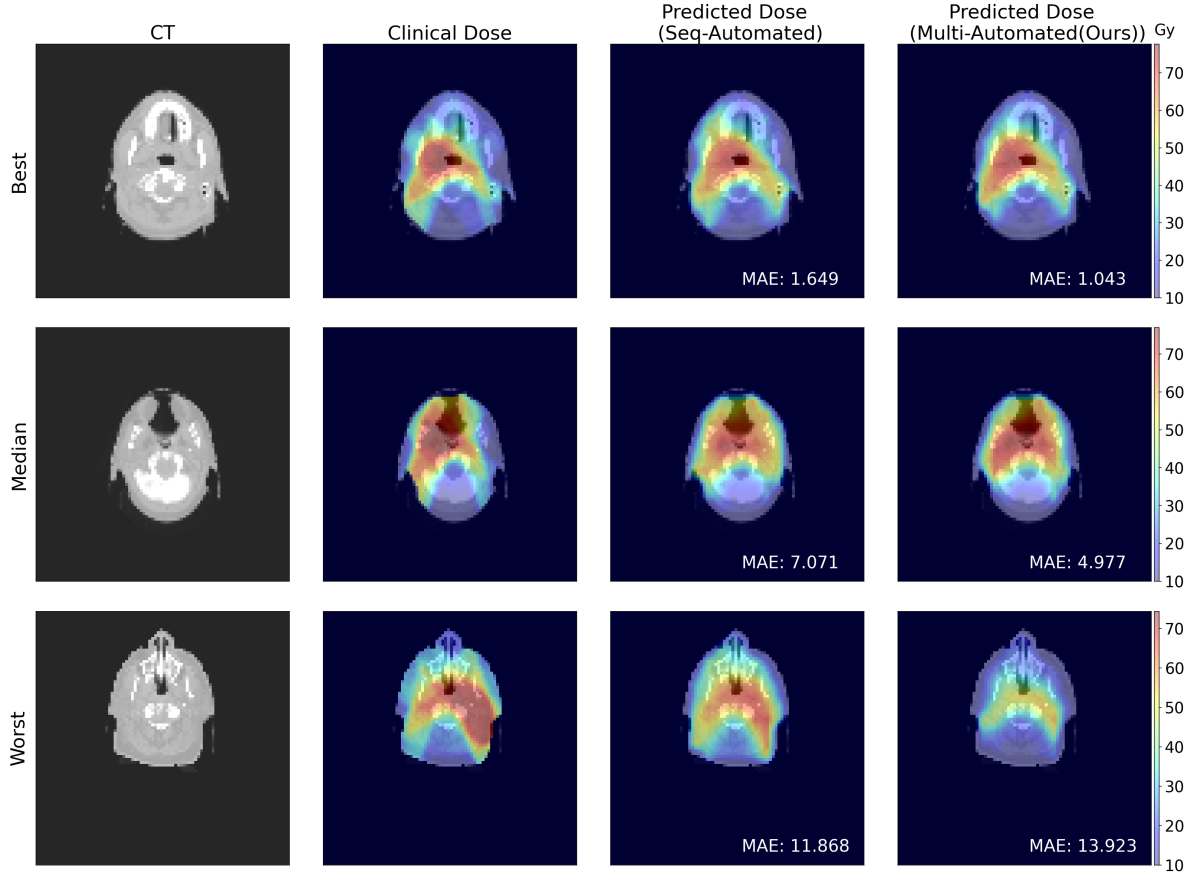 CT
Clinical Dose
Predicted Dose
(Seq-Automated)
Predicted Dose
(Multi-Automated(Ours))
Gy
Best
MAE: 1.649
MAE: 1.043
70
60
50
40
30
20
10
Median
MAE: 7.071
MAE: 4.977
70
60
50
40
30
20
10
Worst
MAE: 11.868
MAE: 13.923
70
60
50
40
30
20
10